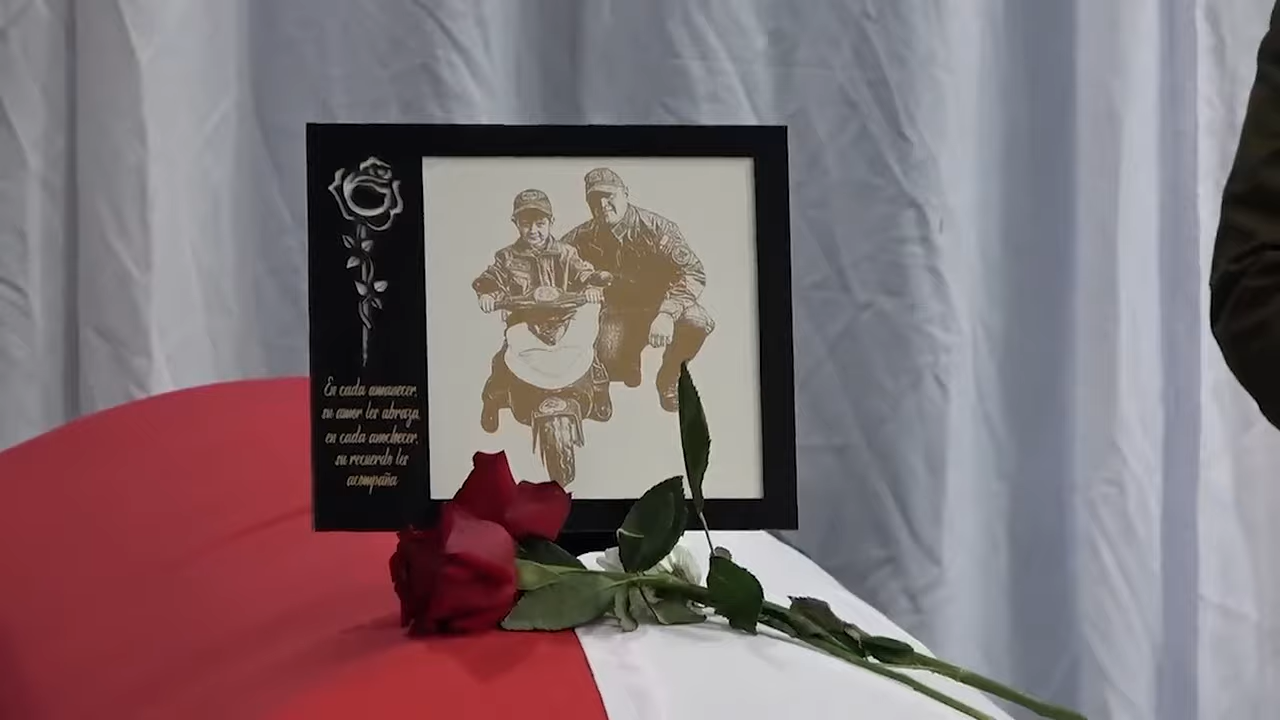 En cada amanecer,
su amor les abraza,
en cada anochecer,
su recuerdo les
acompaña